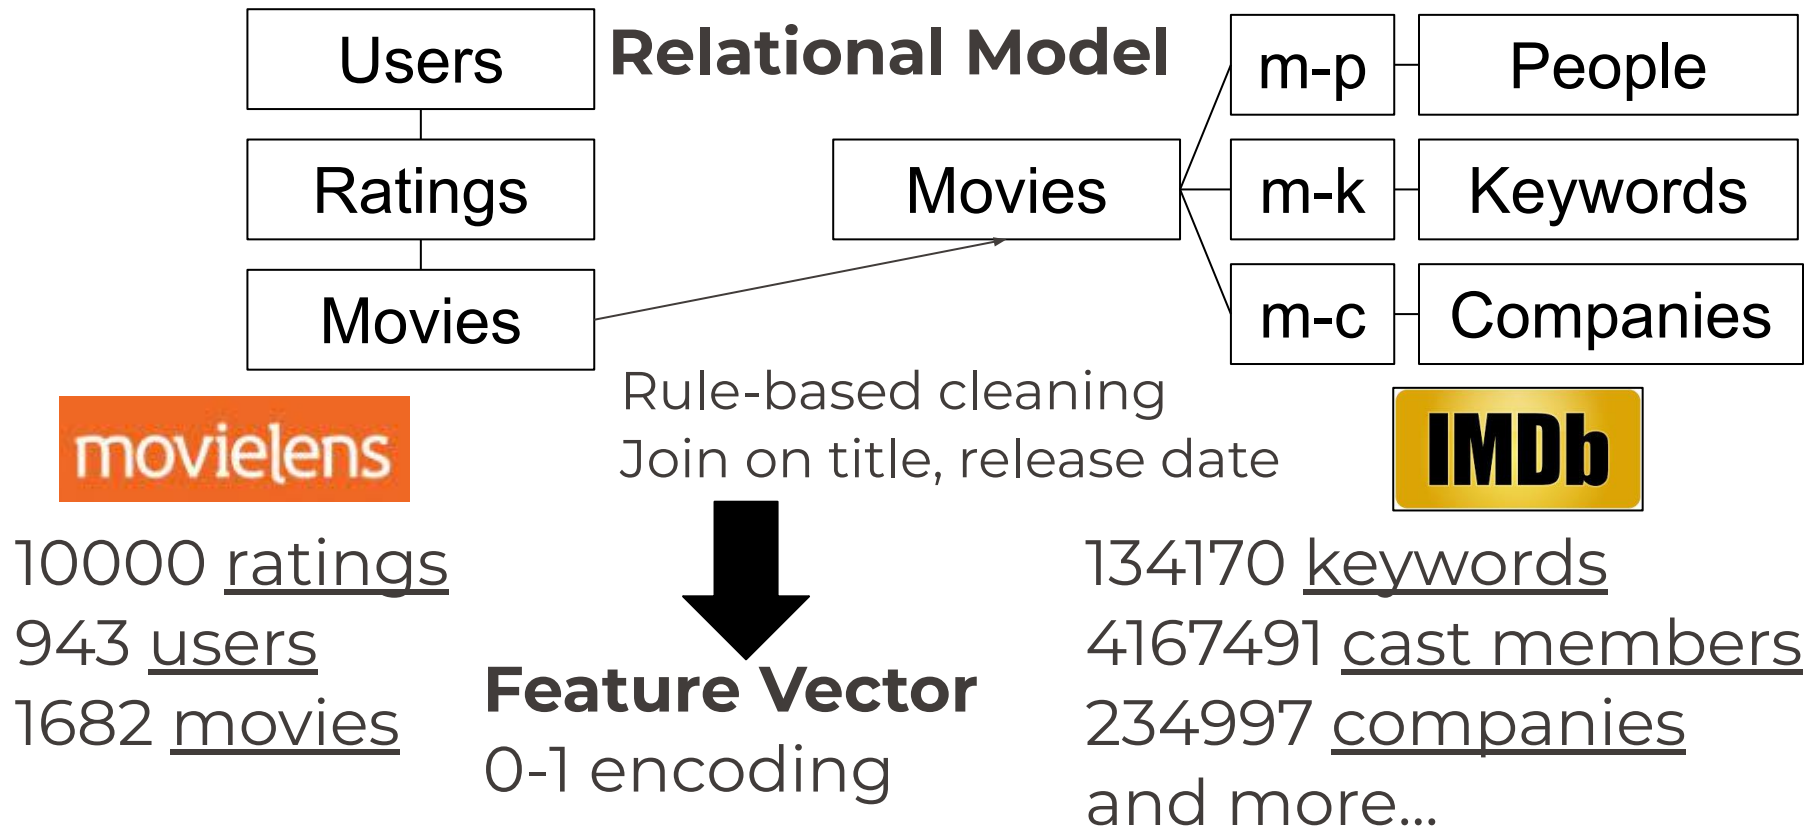 Relational Model
Users
Ratings
Movies
Movies
m-p
People
m-k
Keywords
m-c
Companies
Rule-based cleaning
Join on title, release date
movielens
10000 ratings
943 users
1682 movies
Feature Vector
0-1 encoding
IMDb
134170 keywords
4167491 cast members
234997 companies
and more...